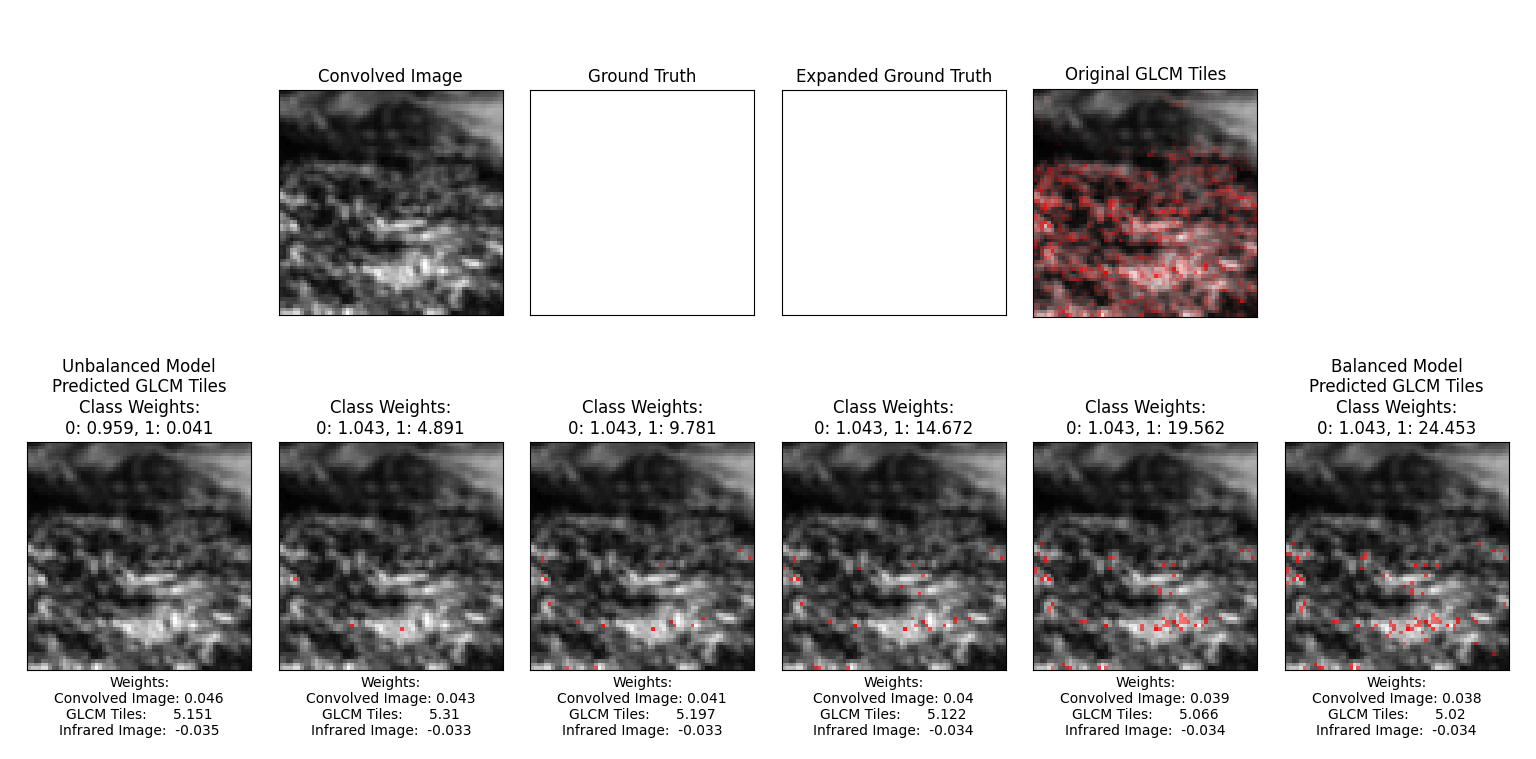 Convolved Image
Ground Truth
Expanded Ground Truth
Original GLCM Tiles
Unbalanced Model
Predicted GLCM Tiles
Class Weights:
0: 0.959, 1: 0.041
Class Weights:
0: 1.043, 1: 4.891
Class Weights:
0: 1.043, 1: 9.781
Class Weights:
0: 1.043, 1: 14.672
Class Weights:
0: 1.043, 1: 19.562
Balanced Model
Predicted GLCM Tiles
Class Weights:
0: 1.043, 1: 24.453
Weights:
Convolved Image: 0.046
GLCM Tiles: 5.151
Infrared Image: -0.035
Weights:
Convolved Image: 0.043
GLCM Tiles: 5.31
Infrared Image: -0.033
Weights:
Convolved Image: 0.041
GLCM Tiles: 5.197
Infrared Image: -0.033
Weights:
Convolved Image: 0.04
GLCM Tiles: 5.122
Infrared Image: -0.034
Weights:
Convolved Image: 0.039
GLCM Tiles: 5.066
Infrared Image: -0.034
Weights:
Convolved Image: 0.038
GLCM Tiles: 5.02
Infrared Image: -0.034